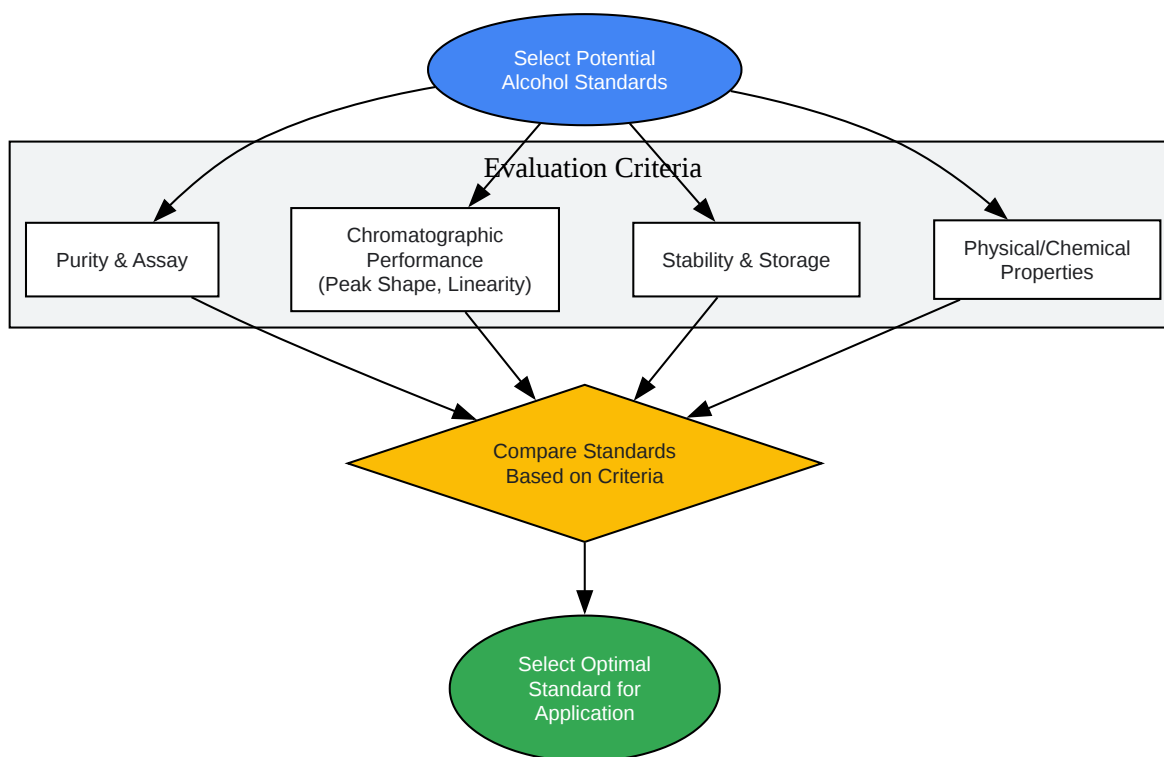 Select Potential
Alcohol Standards
Evaluation Criteria
Purity & Assay
Chromatographic
Performance
(Peak Shape, Linearity)
Stability & Storage
Physical/Chemical
Properties
Compare Standards
Based on Criteria
Select Optimal
Standard for
Application